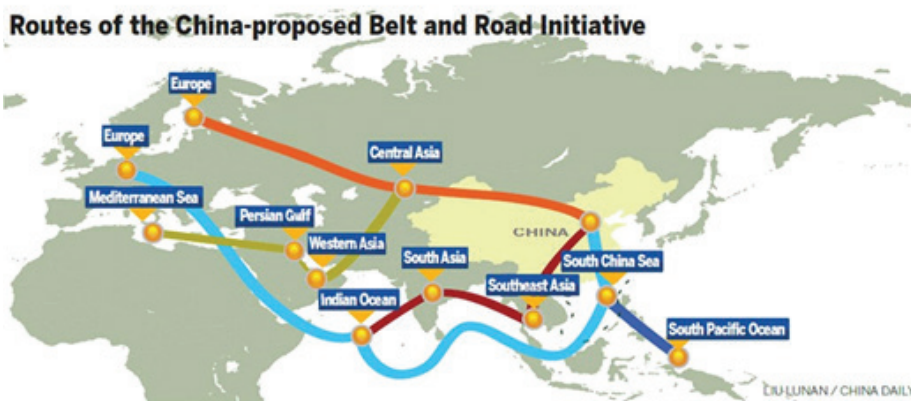 Routes of the China-proposed Belt and Road Initiative
Europe
Europe
Central Asia
Mediterranean Sea
Persian Gulf
Western Asia
CHINA
South Asia
South China Sea
Southeast Asia
Indian Ocean
South Pacific Ocean
LIU LUNAN / CHINA DAILY